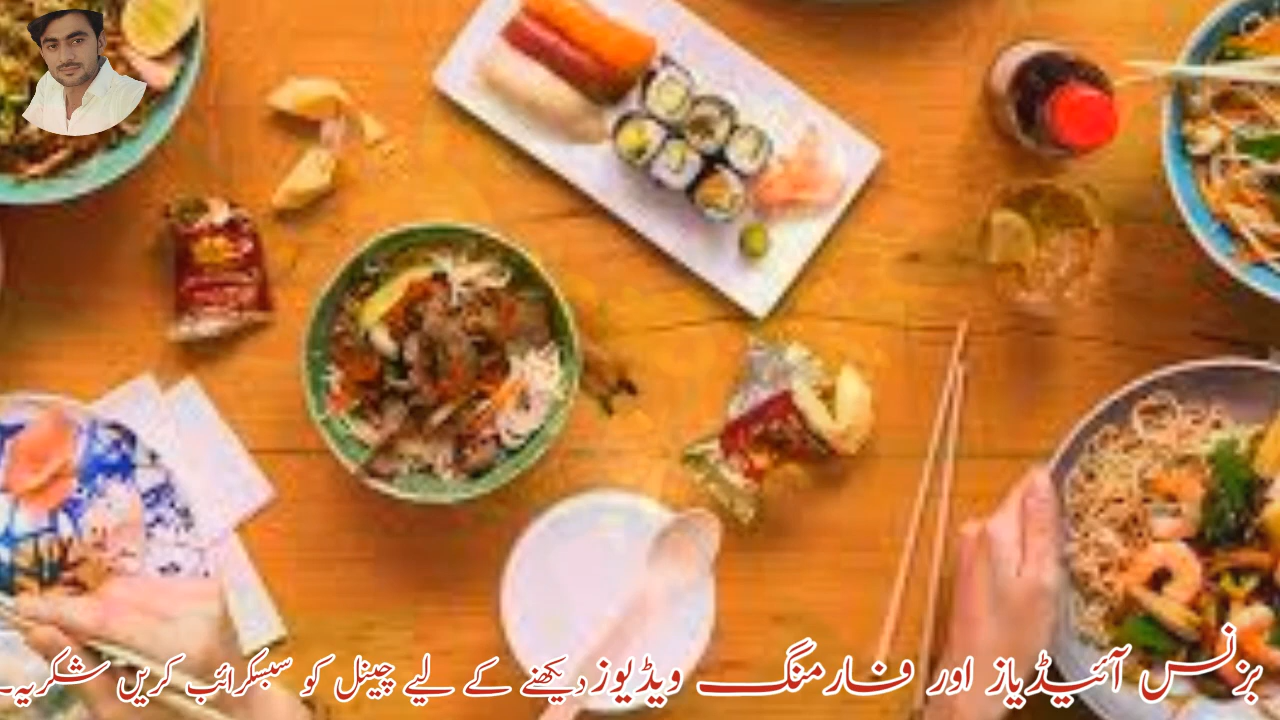 بزنس آئیڈیاز اور فارمنگ ویڈیوز دیکھنے کے لیے چینل کو سبسکرائب کریں شکریہ۔